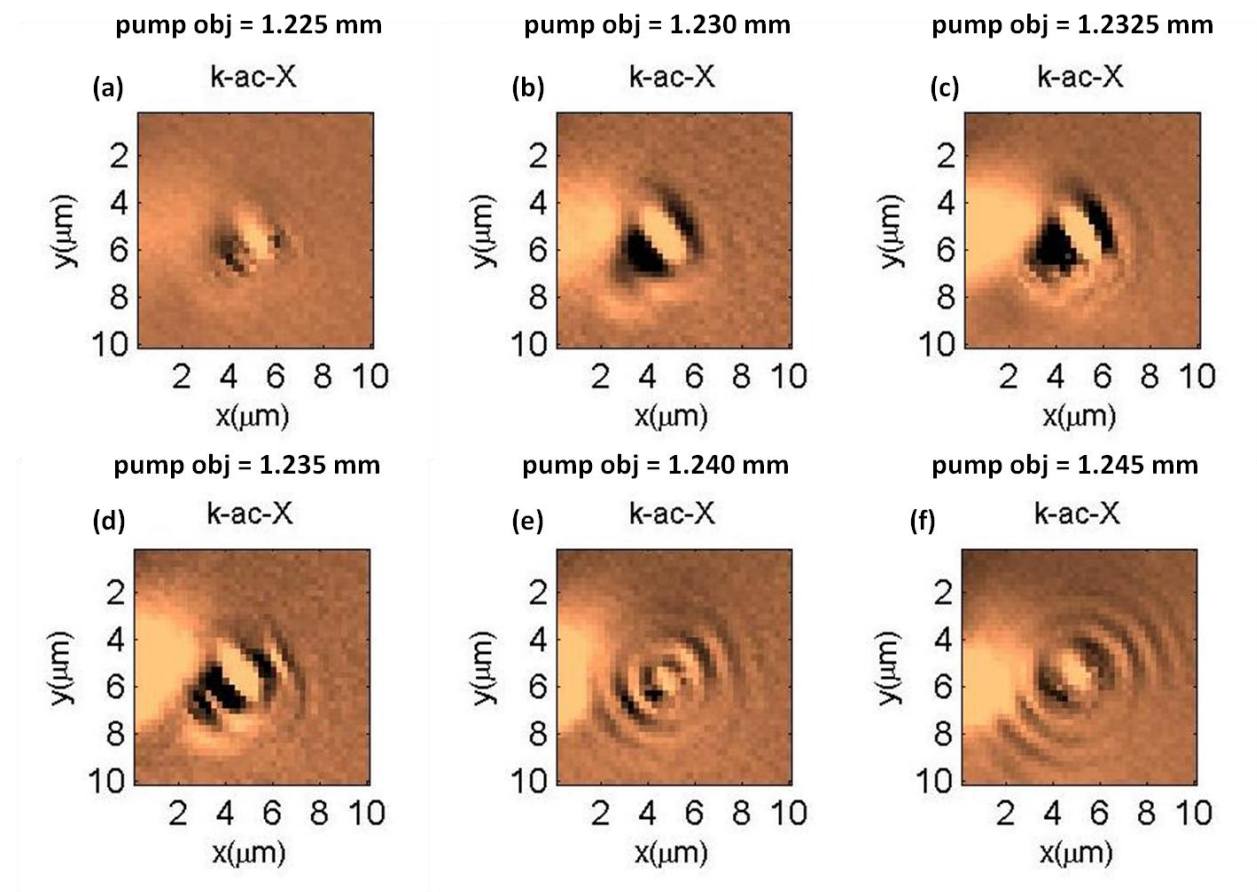 pump obj = 1.225 mm
pump obj = 1.230 mm
pump obj = 1.2325 mm
(a)
k-ac-X
(b)
k-ac-X
(c)
k-ac-X
y(μm)
2
4
6
8
10
2 4 6 8 10
x(μm)
y(μm)
2
4
6
8
10
2 4 6 8 10
x(μm)
y(μm)
2
4
6
8
10
2 4 6 8 10
x(μm)
pump obj = 1.235 mm
pump obj = 1.240 mm
pump obj = 1.245 mm
(d)
k-ac-X
(e)
k-ac-X
(f)
k-ac-X
y(μm)
2
4
6
8
10
2 4 6 8 10
x(μm)
y(μm)
2
4
6
8
10
2 4 6 8 10
x(μm)
y(μm)
2
4
6
8
10
2 4 6 8 10
x(μm)